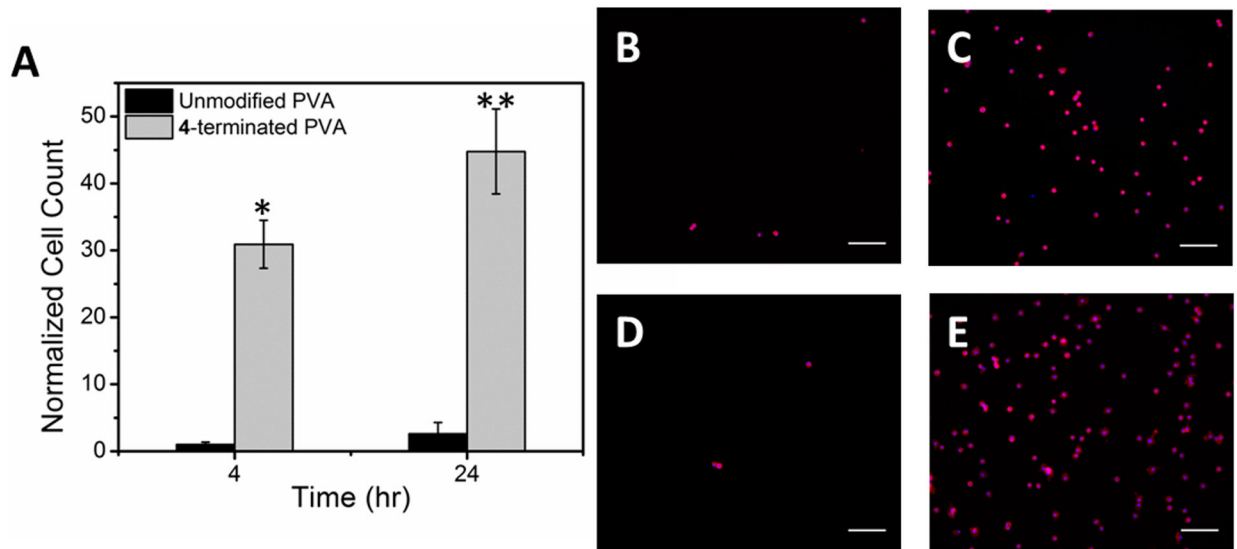 A
Unmodified PVA
4-terminated PVA
*
**
50
40
30
20
10
0
4
24
Normalized Cell Count
Time (hr)
B
C
D
E